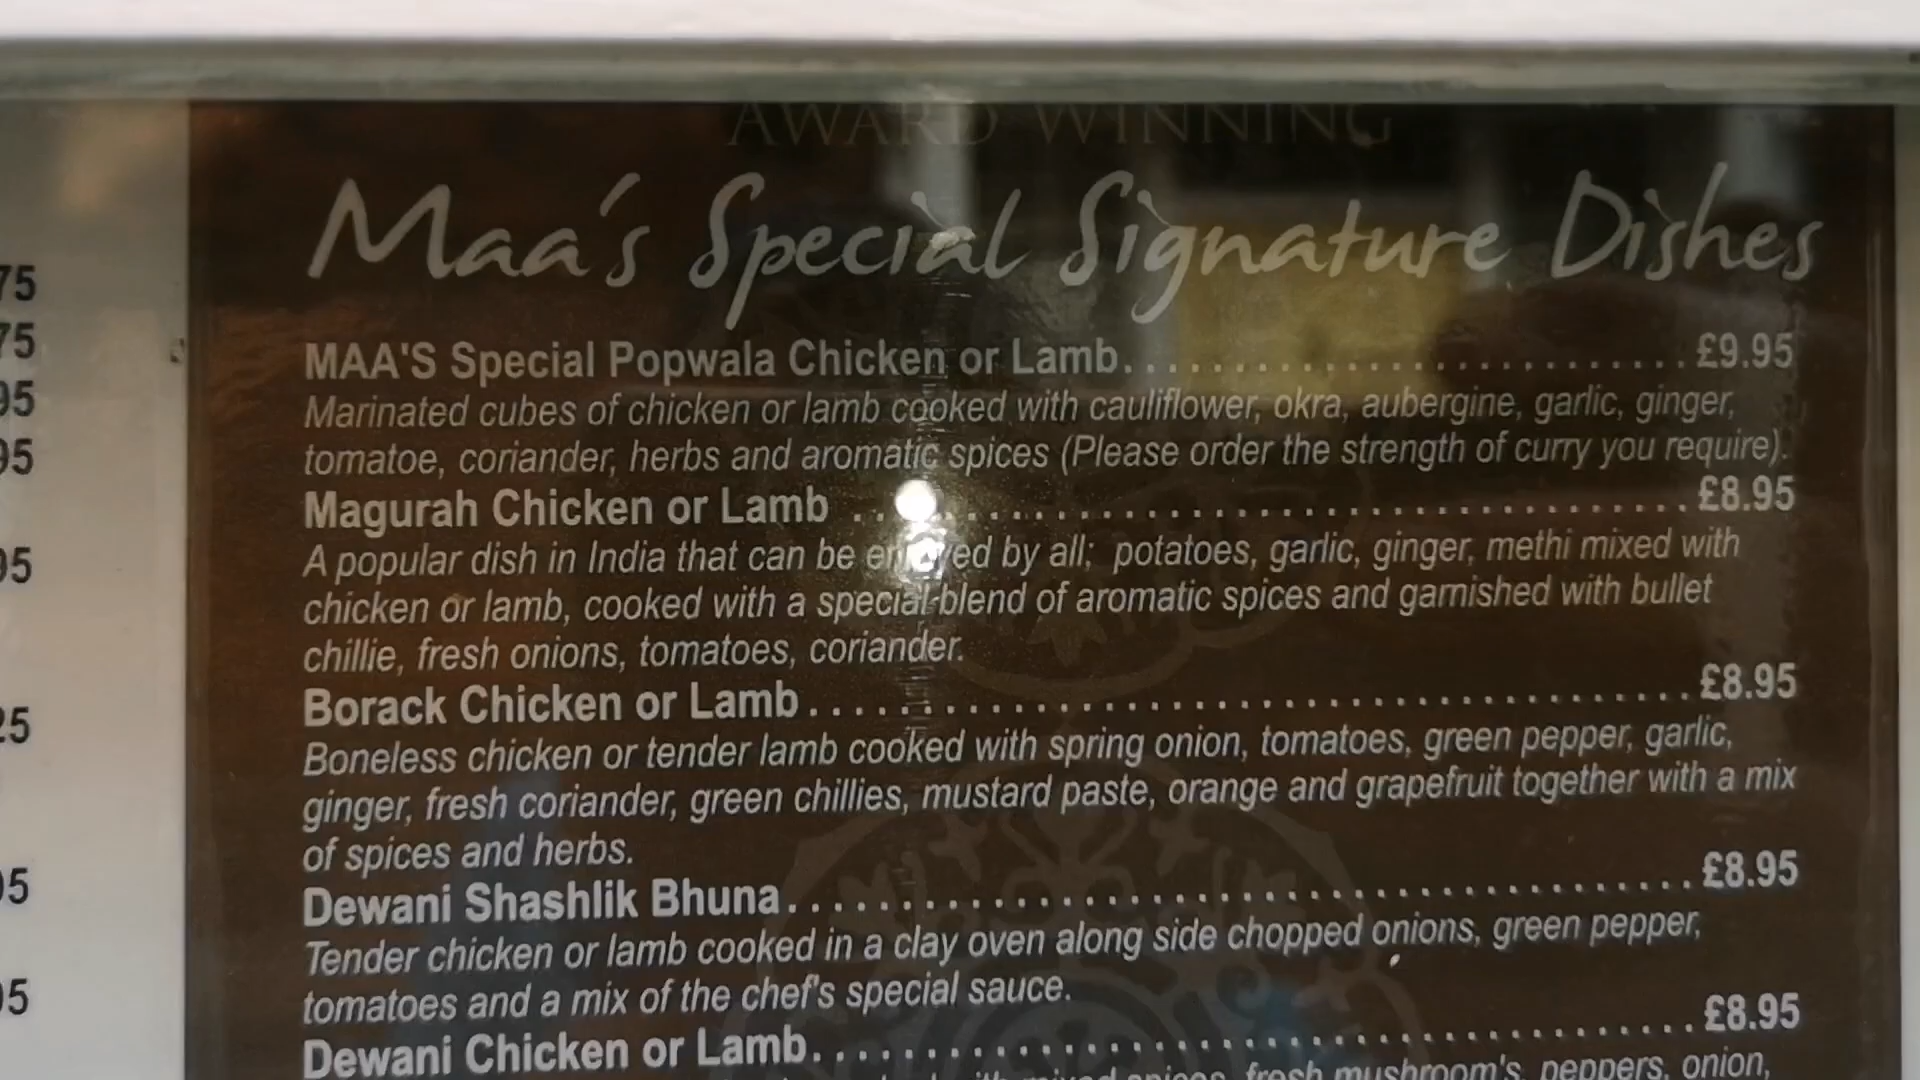 AWARD WINNING
Maa's Special Signature Dishes
MAA'S Special Popwala Chicken or Lamb. . . . . . . . . . . . . . . . . . . . . . . £9.95
Marinated cubes of chicken or lamb cooked with cauliflower, okra, aubergine, garlic, ginger,
tomatoe, coriander, herbs and aromatic spices (Please order the strength of curry you require).
Magurah Chicken or Lamb . . . . . . . . . . . . . . . . . . . . . . . . . . . . . . . . . £8.95
A popular dish in India that can be enjoyed by all; potatoes, garlic, ginger, methi mixed with
chicken or lamb, cooked with a special blend of aromatic spices and garnished with bullet
chillie, fresh onions, tomatoes, coriander.
Borack Chicken or Lamb . . . . . . . . . . . . . . . . . . . . . . . . . . . . . . . . . . £8.95
Boneless chicken or tender lamb cooked with spring onion, tomatoes, green pepper, garlic,
ginger, fresh coriander, green chillies, mustard paste, orange and grapefruit together with a mix
of spices and herbs.
Dewani Shashlik Bhuna . . . . . . . . . . . . . . . . . . . . . . . . . . . . . . . . . . . £8.95
Tender chicken or lamb cooked in a clay oven along side chopped onions, green pepper,
tomatoes and a mix of the chef's special sauce.
Dewani Chicken or Lamb . . . . . . . . . . . . . . . . . . . . . . . . . . . . . . . . . . £8.95
with mixed spices, fresh mushroom's, peppers, onion,
75
75
95
95
95
25
95
95